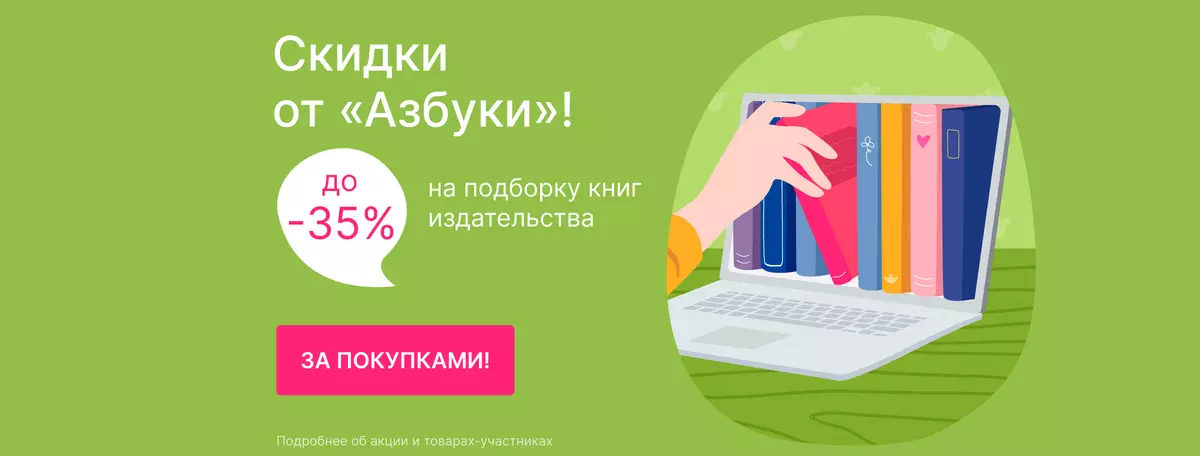 Скидки
от «Азбуки»!
до
-35%
на подборку книг
издательства
ЗА ПОКУПКАМИ!
Подробнее об акции и товарах-участниках